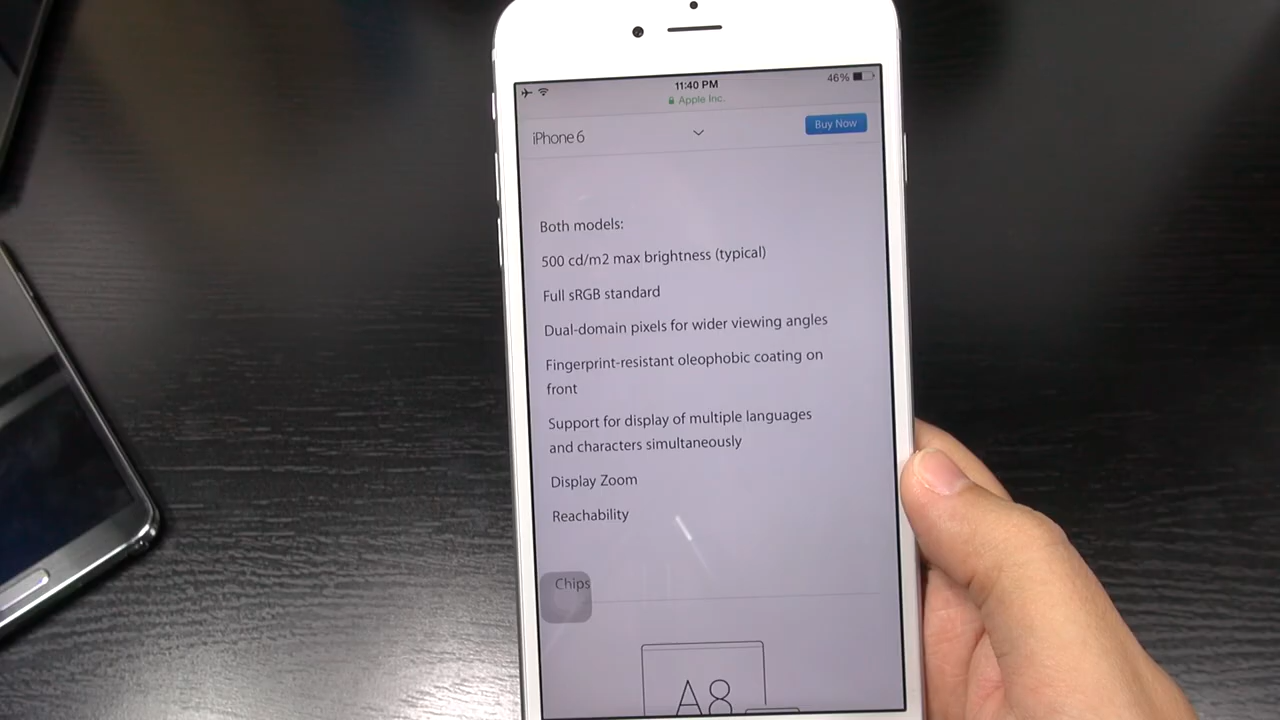 11:40 PM
46%
Apple Inc.
iPhone 6
Buy Now
Both models:
500 cd/m2 max brightness (typical)
Full sRGB standard
Dual-domain pixels for wider viewing angles
Fingerprint-resistant oleophobic coating on
front
Support for display of multiple languages
and characters simultaneously
Display Zoom
Reachability
Chips
A8